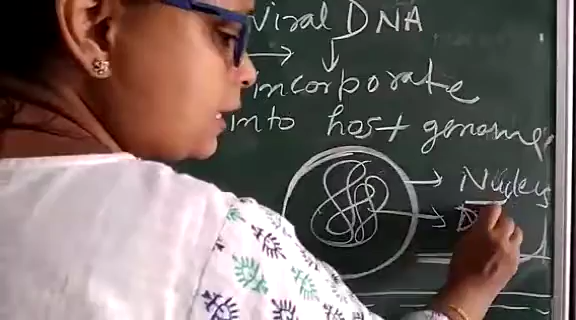 Viral DNA
incorporate
into host genome
Nucleus
D